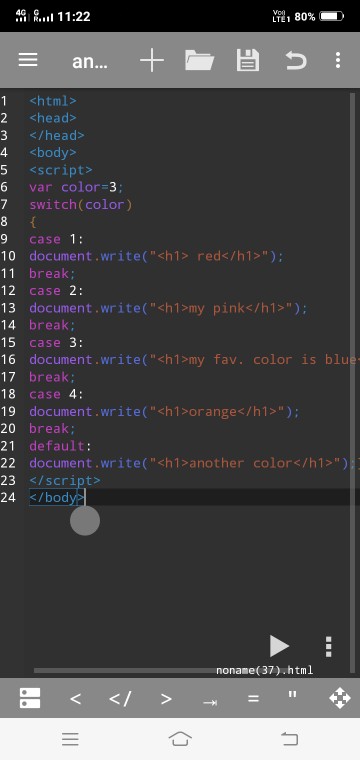 4G G 11:22 Voj) LTE1 80%
an...
1 <html>
2 <head>
3 </head>
4 <body>
5 <script>
6 var color=3;
7 switch(color)
8 {
9 case 1:
10 document.write("<h1> red</h1>");
11 break;
12 case 2:
13 document.write("<h1>my pink</h1>");
14 break;
15 case 3:
16 document.write("<h1>my fav. color is blue<
17 break;
18 case 4:
19 document.write("<h1>orange</h1>");
20 break;
21 default:
22 document.write("<h1>another color</h1>");
23 </script>
24 </body>
noname(37).html
< </ > = "